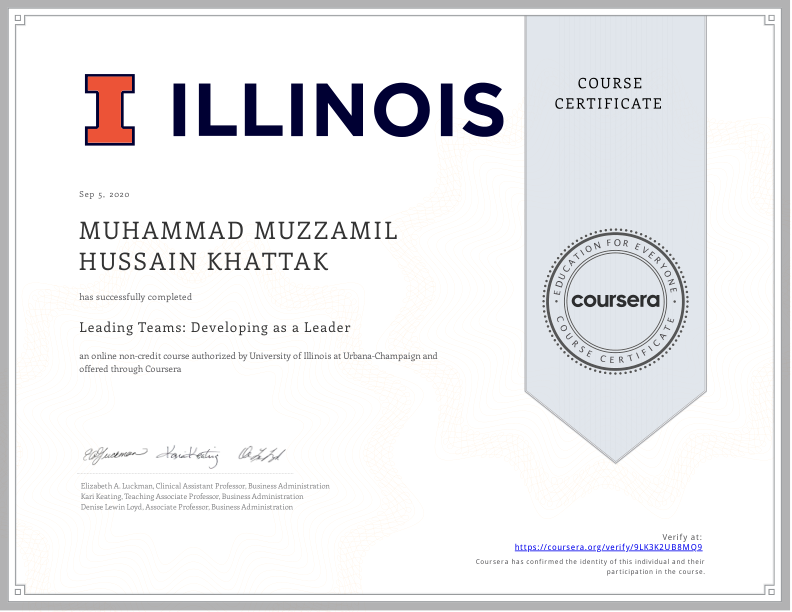 I ILLINOIS
COURSE
CERTIFICATE
Sep 5, 2020
MUHAMMAD MUZZAMIL
HUSSAIN KHATTAK
has successfully completed
Leading Teams: Developing as a Leader
an online non-credit course authorized by University of Illinois at Urbana-Champaign and
offered through Coursera
EDUCATION FOR EVERYONE
coursera
COURSE CERTIFICATE
Elizabeth A. Luckman, Clinical Assistant Professor, Business Administration
Kari Keating, Teaching Associate Professor, Business Administration
Denise Lewin Loyd, Associate Professor, Business Administration
Verify at:
https://coursera.org/verify/9LK3K2UB8MQ9
Coursera has confirmed the identity of this individual and their
participation in the course.